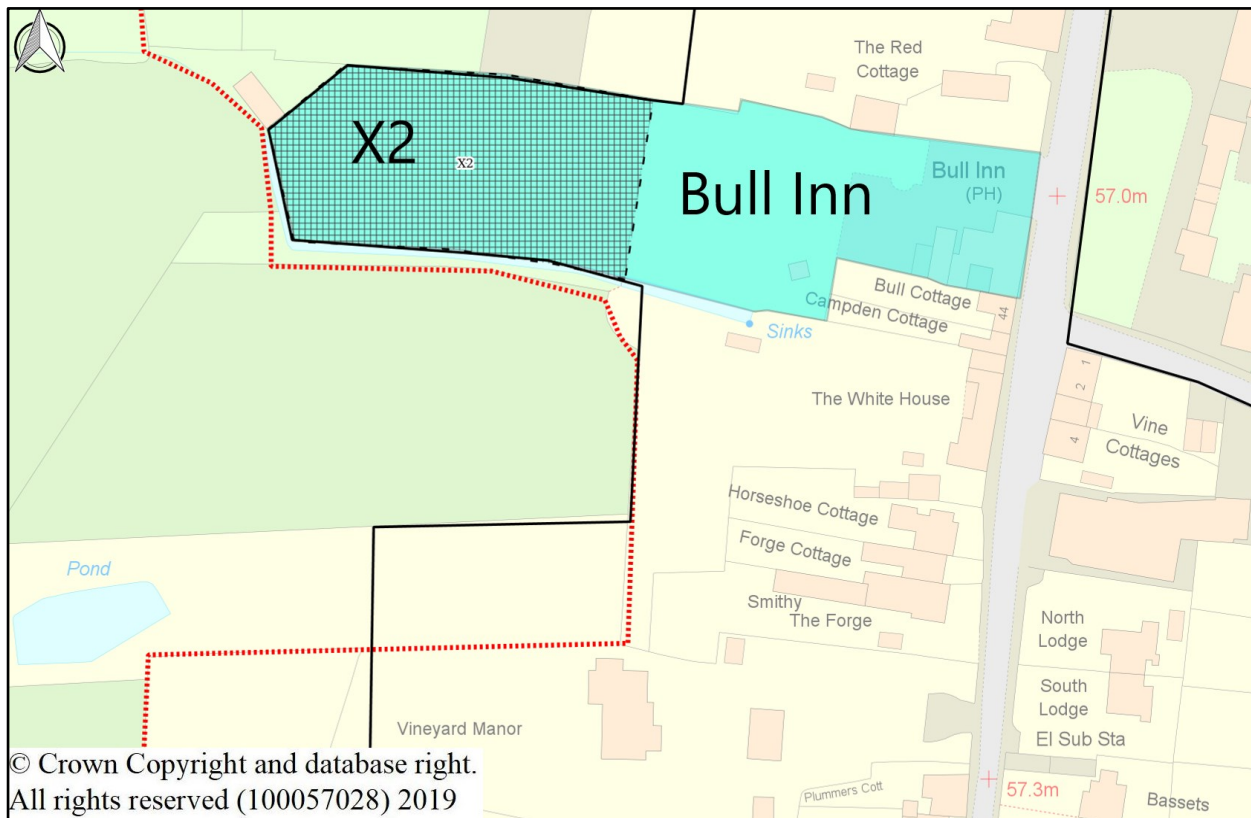 The Red
Cottage
X2
X2
Bull Inn
Bull Inn
(PH)
57.0m
Bull Cottage
Campden Cottage
44
Sinks
1
2
4
The White House
Vine
Cottages
Horseshoe Cottage
Forge Cottage
Pond
Smithy
The Forge
North
Lodge
South
Lodge
El Sub Sta
Vineyard Manor
57.3m
Plummers Cott
Bassets
© Crown Copyright and database right.
All rights reserved (100057028) 2019